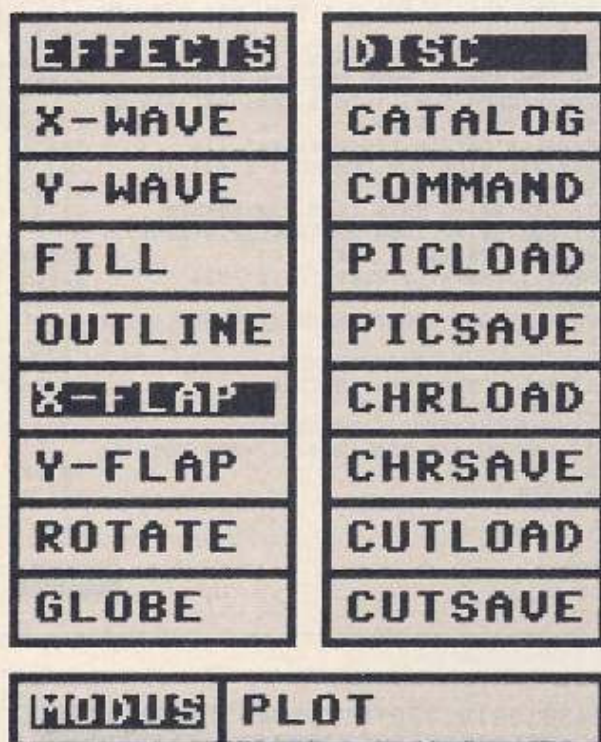 EFFECTS
X-WAVE
Y-WAVE
FILL
OUTLINE
X-FLAP
Y-FLAP
ROTATE
GLOBE
DISC
CATALOG
COMMAND
PICLOAD
PICSAVE
CHRLOAD
CHRSAVE
CUTLOAD
CUTSAVE
MODUS PLOT